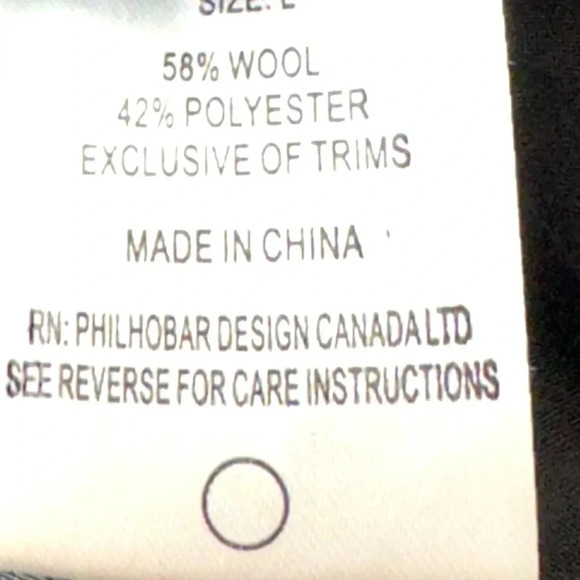 SIZE: L
58% WOOL
42% POLYESTER
EXCLUSIVE OF TRIMS
MADE IN CHINA
RN: PHILHOBAR DESIGN CANADA LTD
SEE REVERSE FOR CARE INSTRUCTIONS